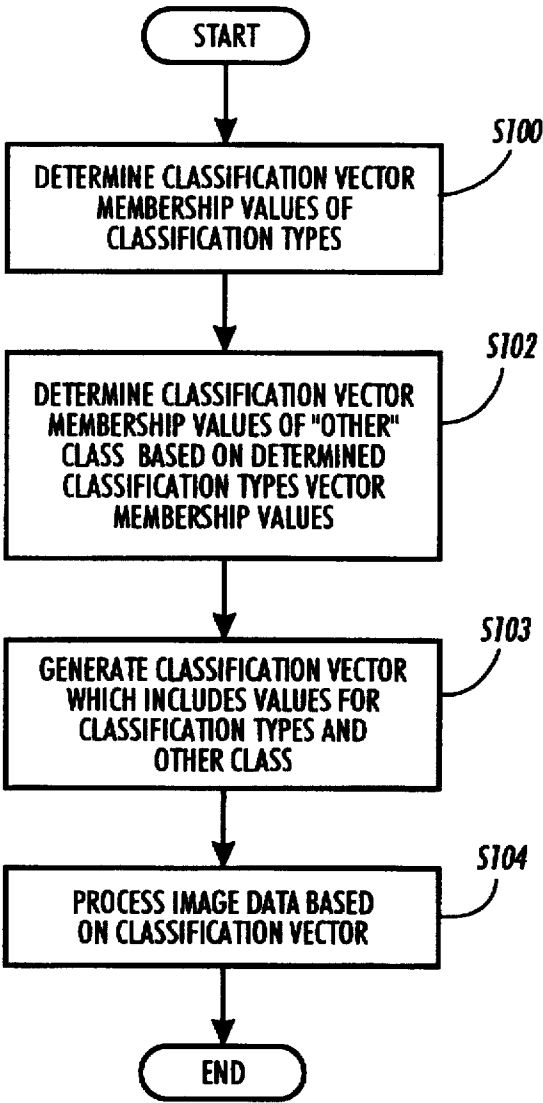 START
S100
DETERMINE CLASSIFICATION VECTOR
MEMBERSHIP VALUES OF
CLASSIFICATION TYPES
S102
DETERMINE CLASSIFICATION VECTOR
MEMBERSHIP VALUES OF "OTHER"
CLASS BASED ON DETERMINED
CLASSIFICATION TYPES VECTOR
MEMBERSHIP VALUES
S103
GENERATE CLASSIFICATION VECTOR
WHICH INCLUDES VALUES FOR
CLASSIFICATION TYPES AND
OTHER CLASS
S104
PROCESS IMAGE DATA BASED
ON CLASSIFICATION VECTOR
END